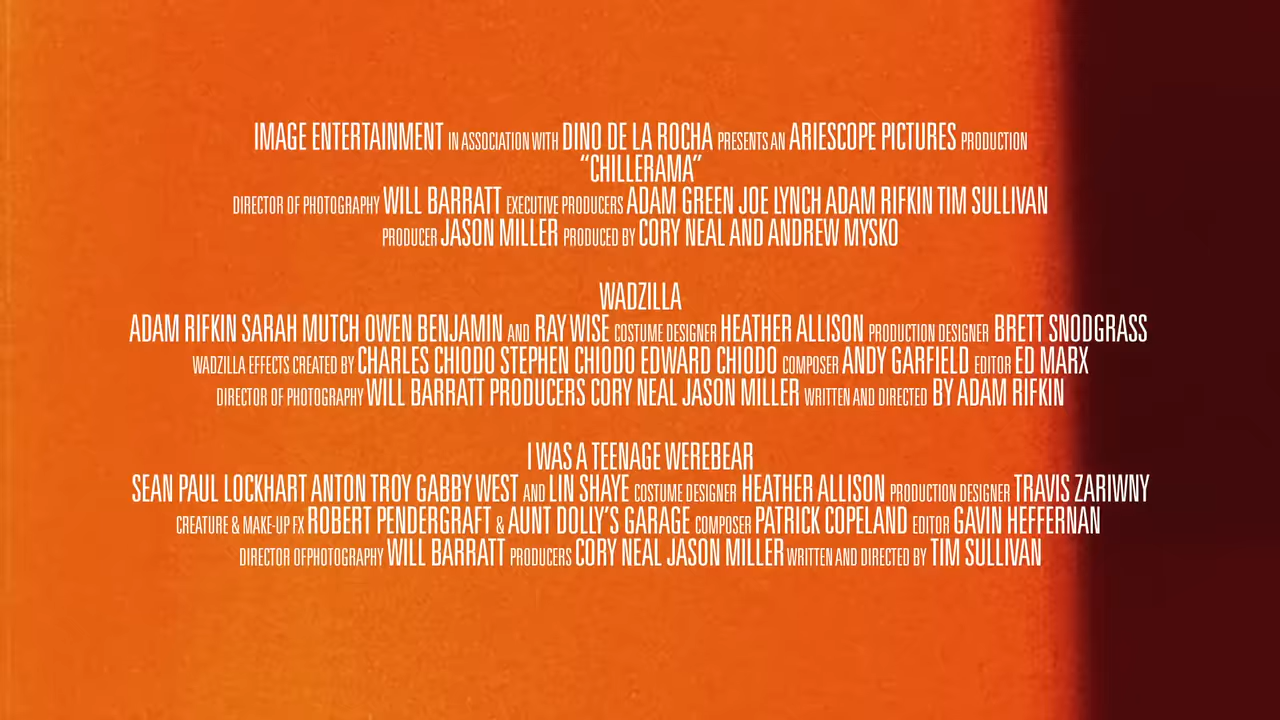 IMAGE ENTERTAINMENT IN ASSOCIATION WITH DINO DE LA ROCHA PRESENTS AN ARIESCOPE PICTURES PRODUCTION
“CHILLERAMA”
DIRECTOR OF PHOTOGRAPHY WILL BARRATT EXECUTIVE PRODUCERS ADAM GREEN JOE LYNCH ADAM RIFKIN TIM SULLIVAN
PRODUCER JASON MILLER PRODUCED BY CORY NEAL AND ANDREW MYSKO
WADZILLA
ADAM RIFKIN SARAH MUTCH OWEN BENJAMIN AND RAY WISE COSTUME DESIGNER HEATHER ALLISON PRODUCTION DESIGNER BRETT SNODGRASS
WADZILLA EFFECTS CREATED BY CHARLES CHIODO STEPHEN CHIODO EDWARD CHIODO COMPOSER ANDY GARFIELD EDITOR ED MARX
DIRECTOR OF PHOTOGRAPHY WILL BARRATT PRODUCERS CORY NEAL JASON MILLER WRITTEN AND DIRECTED BY ADAM RIFKIN
I WAS A TEENAGE WEREBEAR
SEAN PAUL LOCKHART ANTON TROY GABBY WEST AND LIN SHAYE COSTUME DESIGNER HEATHER ALLISON PRODUCTION DESIGNER TRAVIS ZARIWNY
CREATURE & MAKE-UP FX ROBERT PENDERGRAFT & AUNT DOLLY’S GARAGE COMPOSER PATRICK COPELAND EDITOR GAVIN HEFFERNAN
DIRECTOR OFPHOTOGRAPHY WILL BARRATT PRODUCERS CORY NEAL JASON MILLER WRITTEN AND DIRECTED BY TIM SULLIVAN